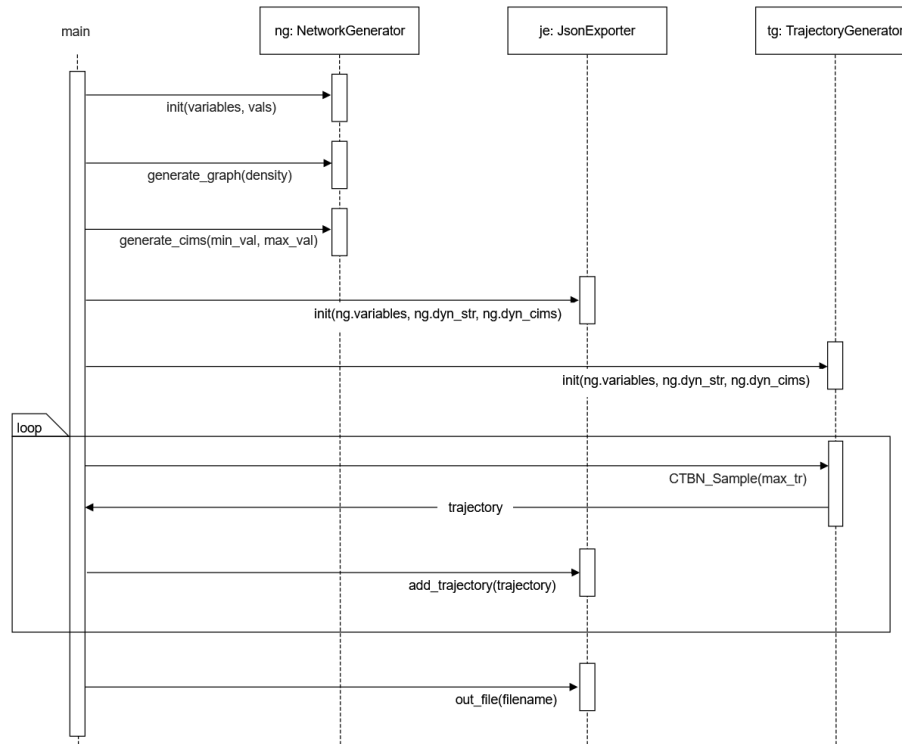 main
ng: NetworkGenerator
je: JsonExporter
tg: TrajectoryGenerator
init(variables, vals)
generate_graph(density)
generate_cims(min_val, max_val)
init(ng.variables, ng.dyn_str, ng.dyn_cims)
init(ng.variables, ng.dyn_str, ng.dyn_cims)
loop
CTBN_Sample(max_tr)
trajectory
add_trajectory(trajectory)
out_file(filename)